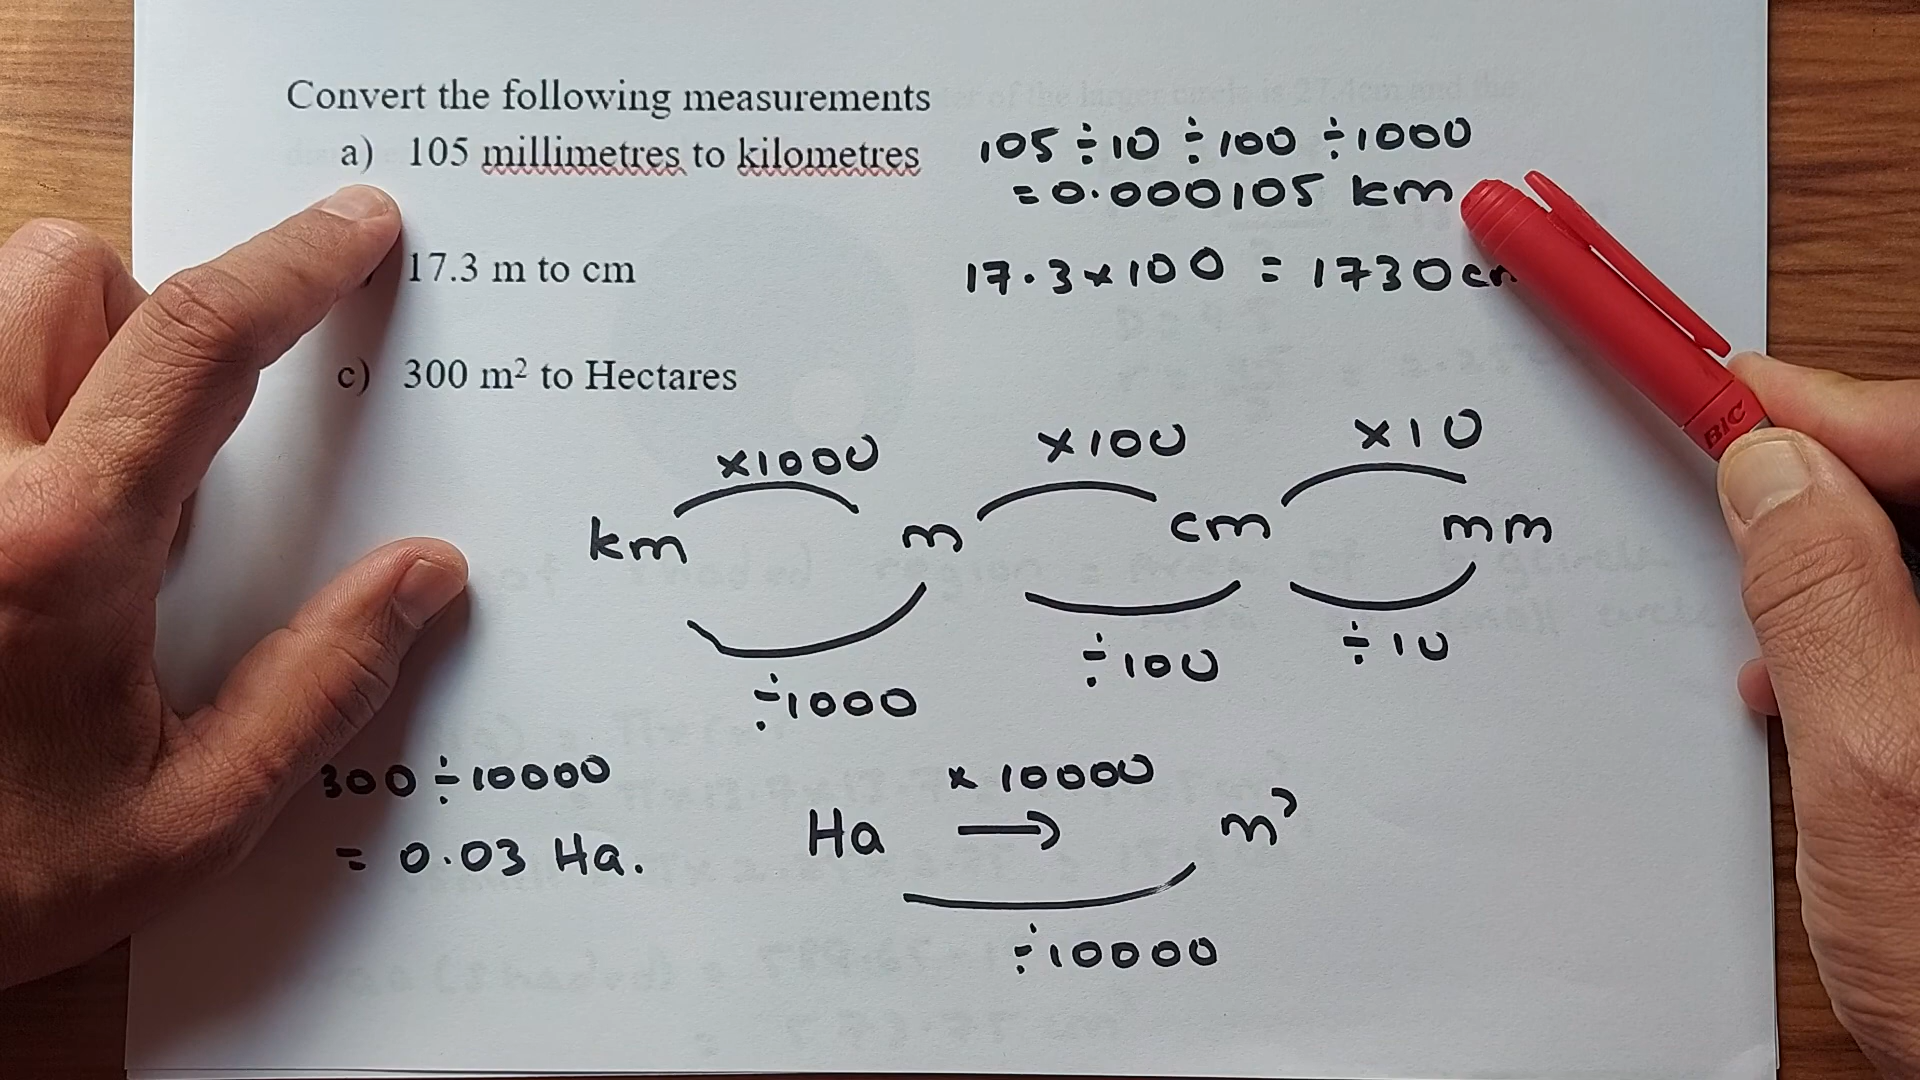 Convert the following measurements
a) 105 millimetres to kilometres
105 ÷ 10 ÷ 100 ÷ 1000
= 0.000105 km
17.3 m to cm
17.3 × 100 = 1730 cm
c) 300 m² to Hectares
×1000 ×100 ×10
km m cm mm
÷1000 ÷100 ÷10
300 ÷ 10000
= 0.03 Ha.
× 10000
Ha → m²
÷10000
BIC